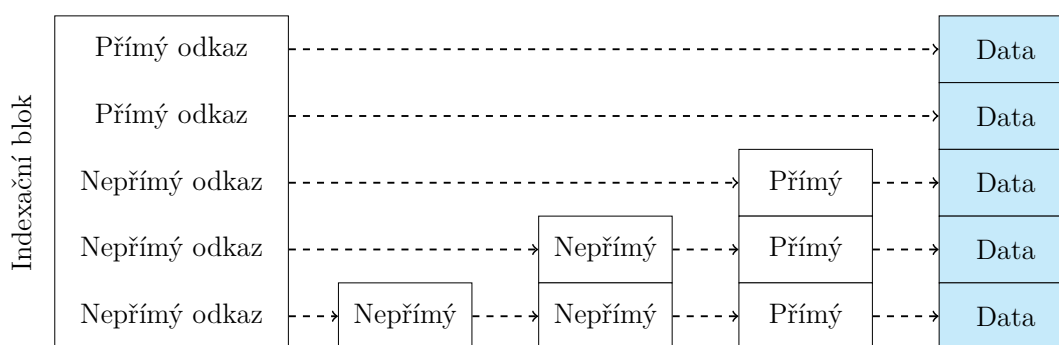 Indexační blok
Přímý odkaz Data
Přímý odkaz Data
Nepřímý odkaz Přímý Data
Nepřímý odkaz Nepřímý Přímý Data
Nepřímý odkaz Nepřímý Nepřímý Přímý Data